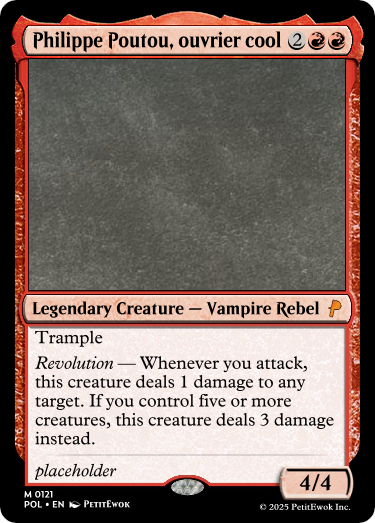 Philippe Poutou, ouvrier cool 2
Legendary Creature — Vampire Rebel
Trample
Revolution — Whenever you attack,
this creature deals 1 damage to any
target. If you control five or more
creatures, this creature deals 3 damage
instead.
placeholder
4/4
M 0121
POL • EN PetitEwok
© 2025 PetitEwok Inc.